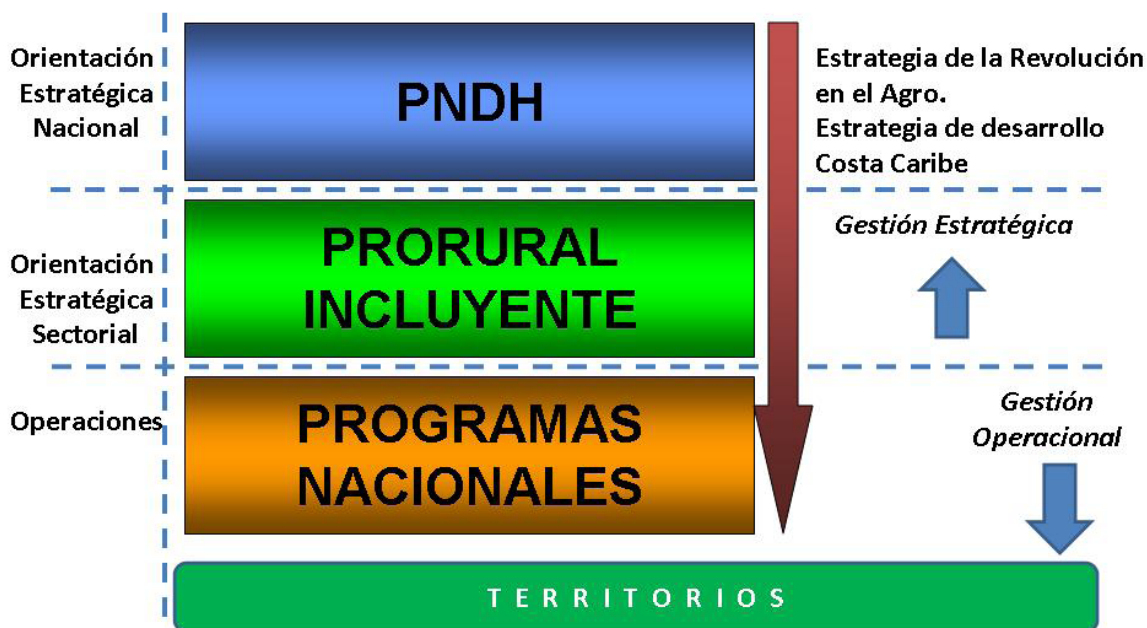 Orientación
Estratégica
Nacional
PNDH
Estrategia de la Revolución
en el Agro.
Estrategia de desarrollo
Costa Caribe
Orientación
Estratégica
Sectorial
PRORURAL
INCLUYENTE
Gestión Estratégica
Operaciones
PROGRAMAS
NACIONALES
Gestión
Operacional
TERRITORIOS